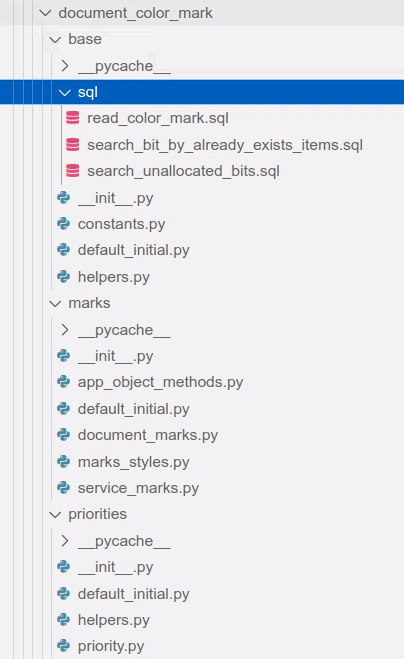 document_color_mark
base
__pycache__
sql
read_color_mark.sql
search_bit_by_already_exists_items.sql
search_unallocated_bits.sql
__init__.py
constants.py
default_initial.py
helpers.py
marks
__pycache__
__init__.py
app_object_methods.py
default_initial.py
document_marks.py
marks_styles.py
service_marks.py
priorities
__pycache__
__init__.py
default_initial.py
helpers.py
priority.py